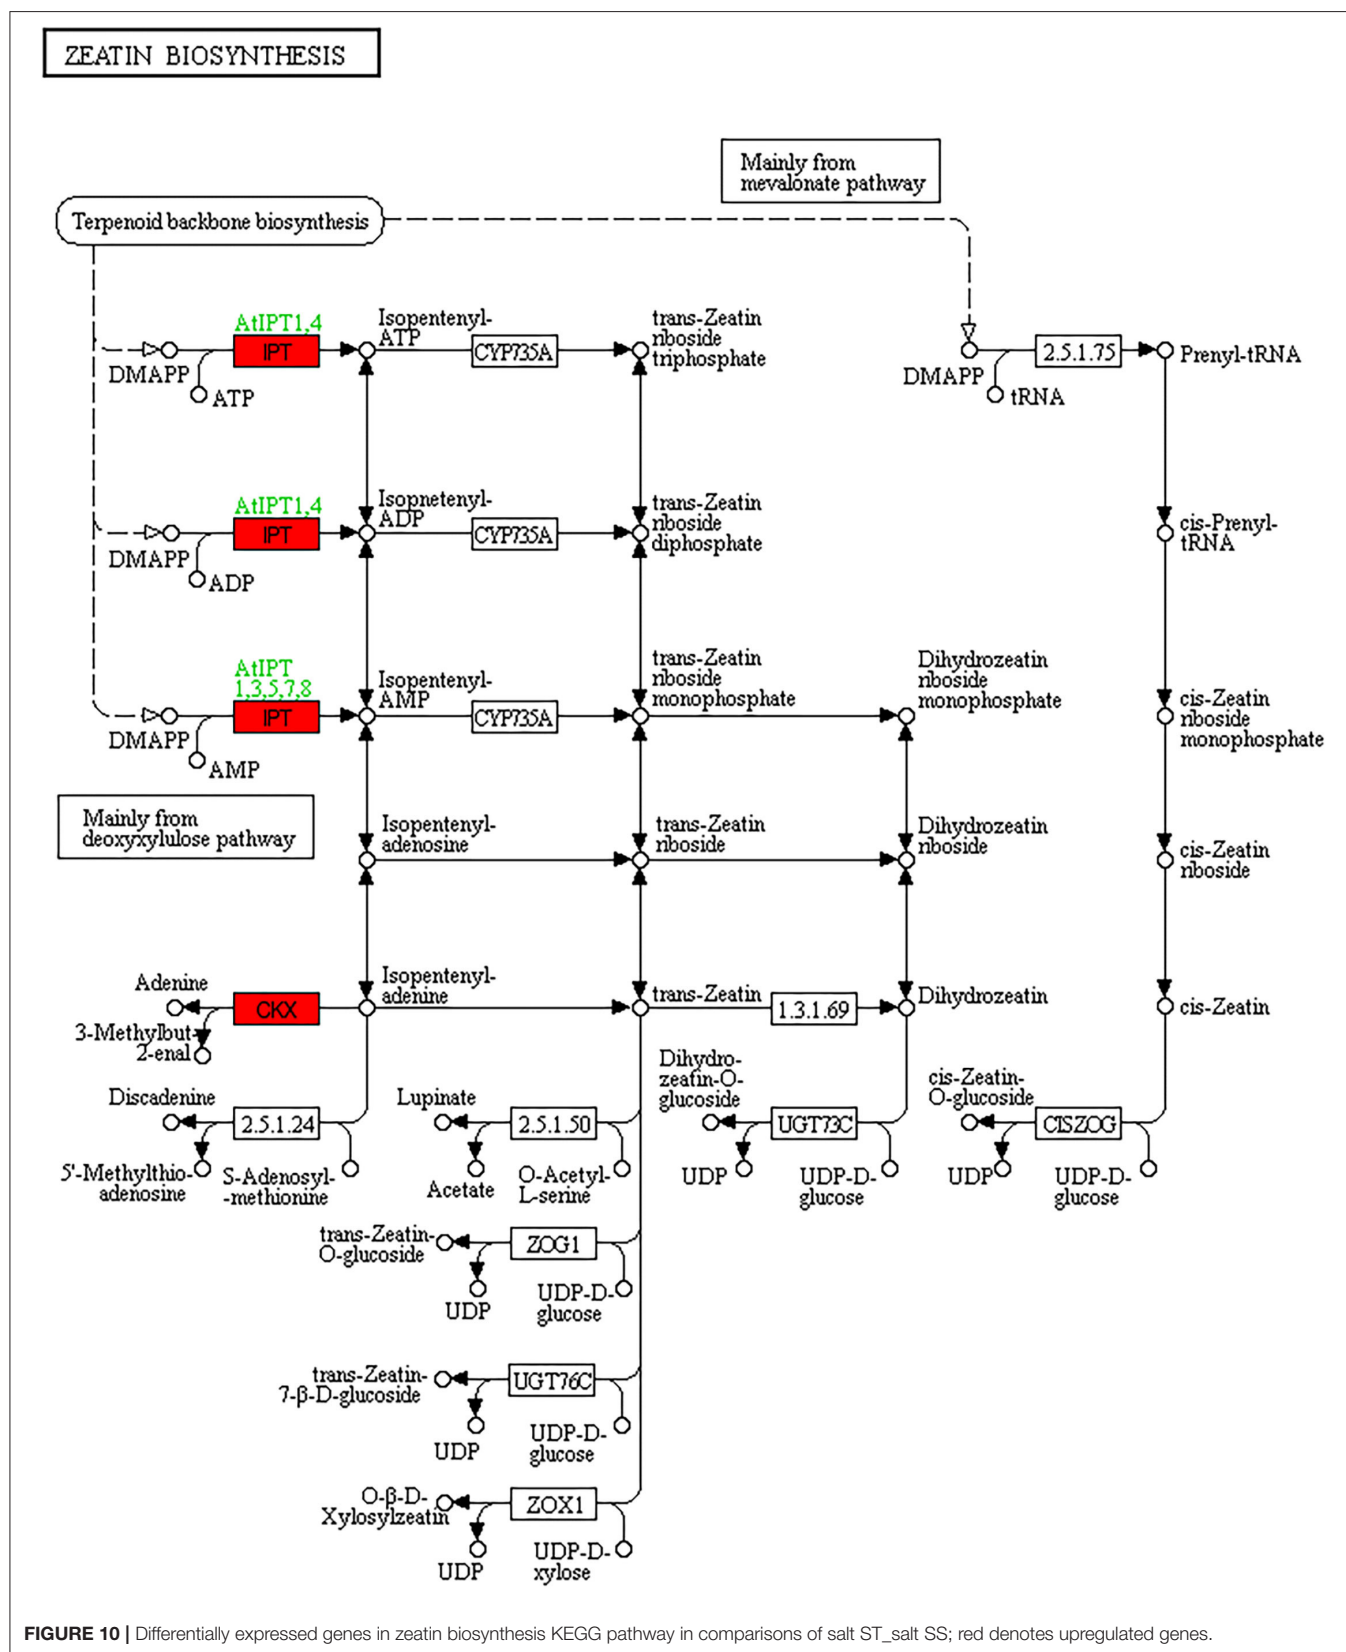 ZEATIN BIOSYNTHESIS
Mainly from
mevalonate pathway
Terpenoid backbone biosynthesis
AtIPT1,4
IPT
DMAPP
ATP
Isopentenyl-
ATP
CYP735A
trans-Zeatin
riboside
triphosphate
DMAPP
tRNA
2.5.1.75
Prenyl-tRNA
AtIPT1,4
IPT
DMAPP
ADP
Isopnetenyl-
ADP
CYP735A
trans-Zeatin
riboside
diphosphate
cis-Prenyl-
tRNA
AtIPT
1,3,5,7,8
IPT
DMAPP
AMP
Isopentenyl-
AMP
CYP735A
trans-Zeatin
riboside
monophosphate
Dihydrozeatin
riboside
monophosphate
cis-Zeatin
riboside
monophosphate
Mainly from
deoxyxylulose pathway
Isopentenyl-
adenosine
trans-Zeatin
riboside
Dihydrozeatin
riboside
cis-Zeatin
riboside
Adenine
CKX
3-Methylbut-
2-enal
Isopentenyl-
adenine
trans-Zeatin
1.3.1.69
Dihydrozeatin
cis-Zeatin
Discadenine
2.5.1.24
5'-Methylthio-
adenosine
S-Adenosyl-
-methionine
Lupinate
2.5.1.50
Acetate
O-Acetyl-
L-serine
Dihydro-
zeatin-O-
glucoside
UGT73C
UDP
UDP-D-
glucose
cis-Zeatin-
O-glucoside
CISZOG
UDP
UDP-D-
glucose
trans-Zeatin-
O-glucoside
ZOG1
UDP
UDP-D-
glucose
trans-Zeatin-
7-β-D-glucoside
UGT76C
UDP
UDP-D-
glucose
O-β-D-
Xylosylzeatin
ZOX1
UDP
UDP-D-
xylose
FIGURE 10 | Differentially expressed genes in zeatin biosynthesis KEGG pathway in comparisons of salt ST_salt SS; red denotes upregulated genes.